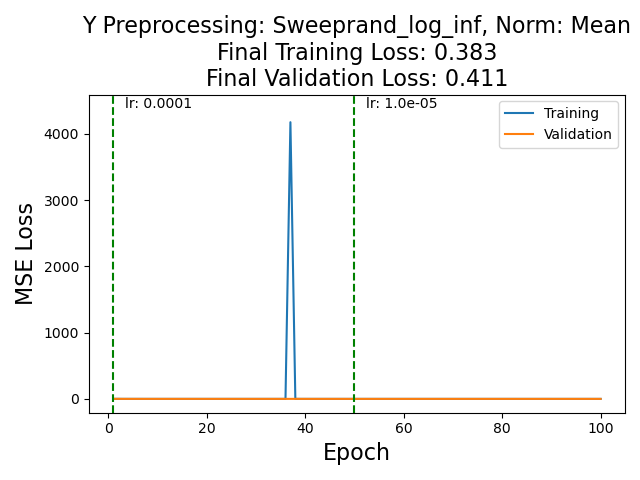 Y Preprocessing: Sweeprand_log_inf, Norm: Mean
Final Training Loss: 0.383
Final Validation Loss: 0.411
lr: 0.0001
lr: 1.0e-05
Training
Validation
4000
3000
2000
1000
0
MSE Loss
0
20
40
60
80
100
Epoch